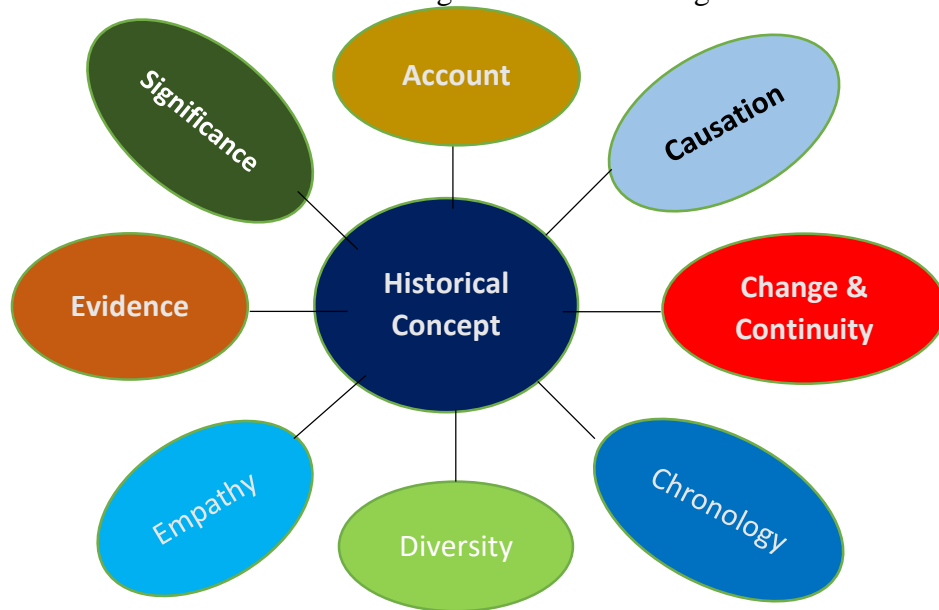 Account
Significance
Causation
Historical
Concept
Evidence
Change &
Continuity
Empathy
Diversity
Chronology